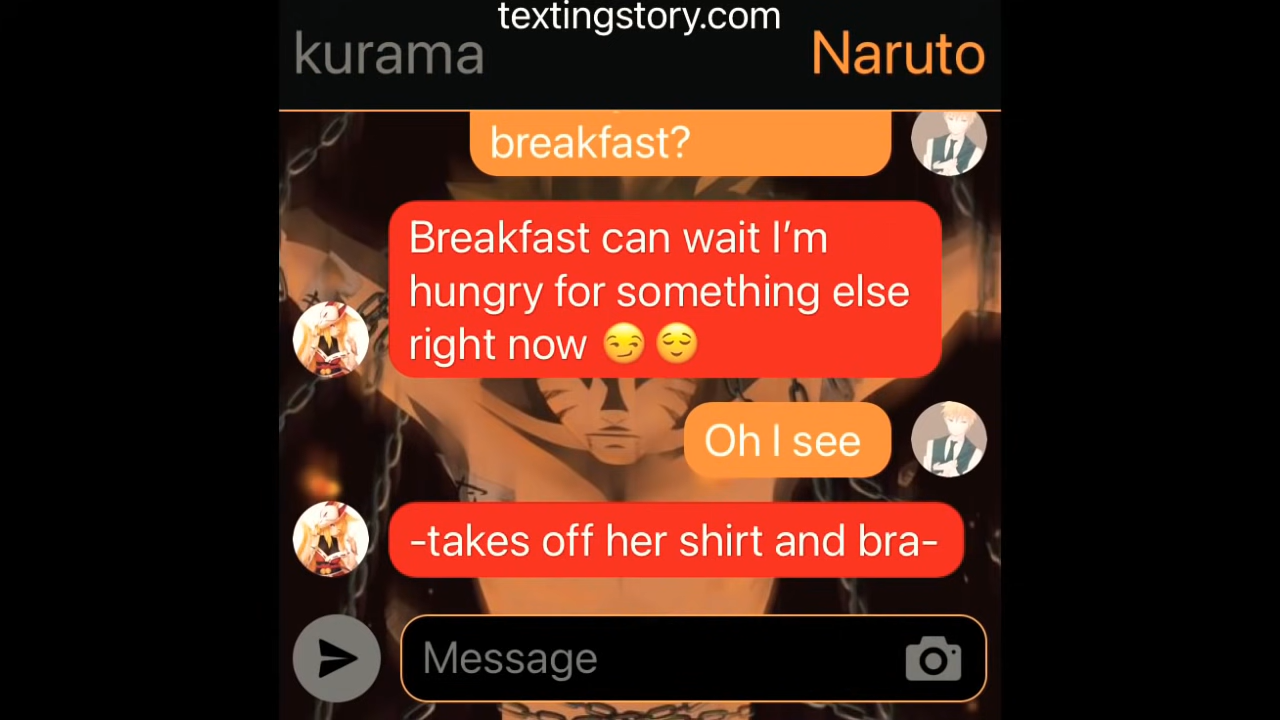 textingstory.com
kurama
Naruto
breakfast?
Breakfast can wait I’m
hungry for something else
right now 😏 😌
Oh I see
-takes off her shirt and bra-
Message